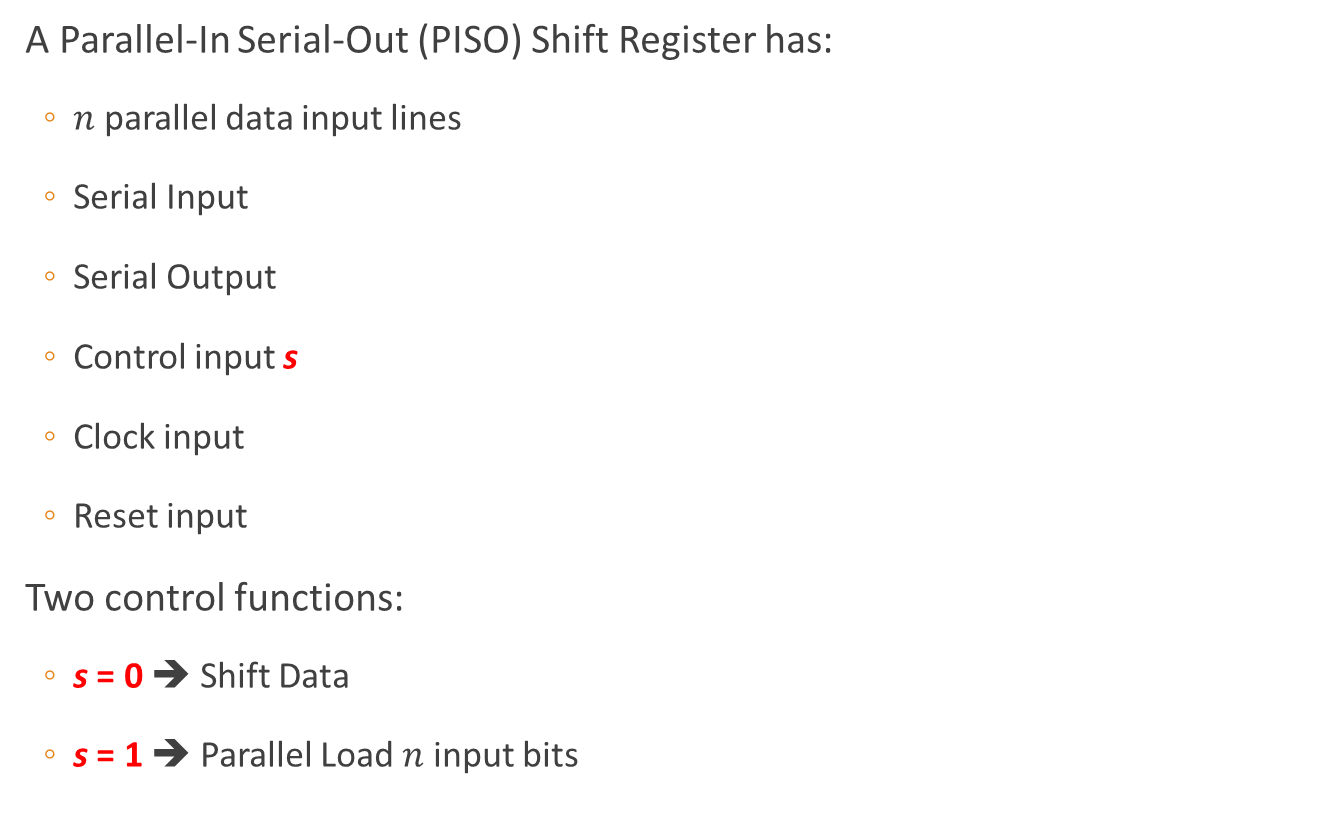 A Parallel-In Serial-Out (PISO) Shift Register has:
◦ n parallel data input lines
◦ Serial Input
◦ Serial Output
◦ Control input s
◦ Clock input
◦ Reset input
Two control functions:
◦ s = 0 ➔ Shift Data
◦ s = 1 ➔ Parallel Load n input bits